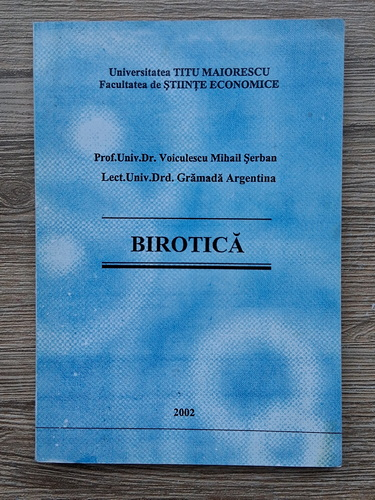 Universitatea TITU MAIORESCU
Facultatea de ŞTIINŢE ECONOMICE
Prof.Univ.Dr. Voiculescu Mihail Şerban
Lect.Univ.Drd. Grămadă Argentina
BIROTICĂ
2002